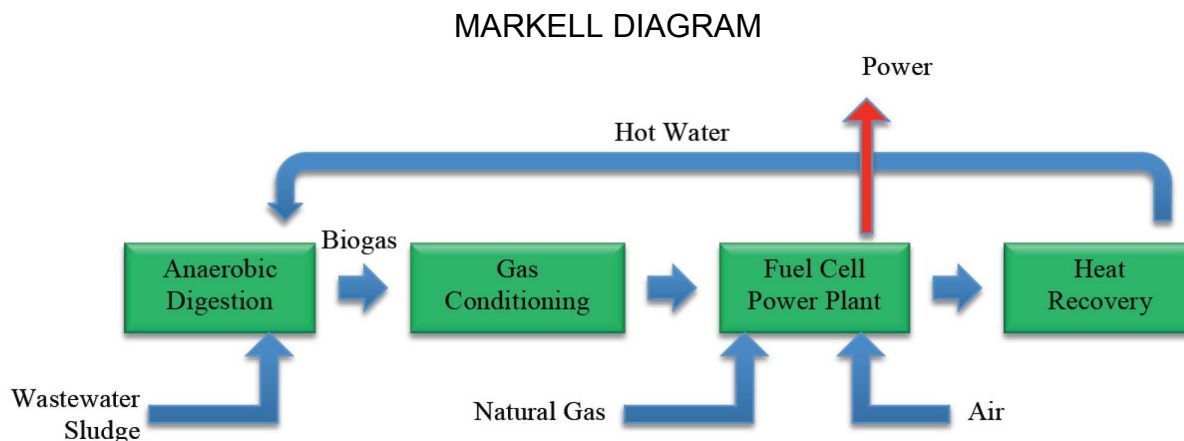 MARKELL DIAGRAM
Power
Hot Water
Biogas
Anaerobic
Digestion
Gas
Conditioning
Fuel Cell
Power Plant
Heat
Recovery
Wastewater
Sludge
Natural Gas
Air